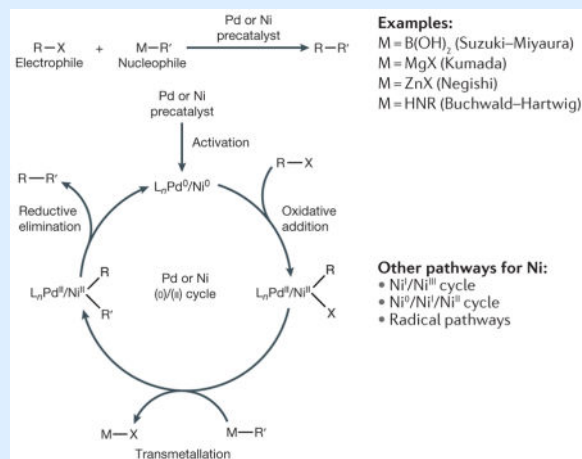 R—X + M—R' Pd or Ni precatalyst R—R'
Electrophile Nucleophile
Examples:
M = B(OH)₂ (Suzuki–Miyaura)
M = MgX (Kumada)
M = ZnX (Negishi)
M = HNR (Buchwald–Hartwig)
Pd or Ni
precatalyst
Activation
R—X
R—R'
LₙPd⁰/Ni⁰
Reductive
elimination
Oxidative
addition
R
LₙPdᴵᴵ/Niᴵᴵ
R'
Pd or Ni
(0)/(II) cycle
R
LₙPdᴵᴵ/Niᴵᴵ
X
M—X
M—R'
Transmetallation
Other pathways for Ni:
• Niᴵ/Niᴵᴵᴵ cycle
• Ni⁰/Niᴵ/Niᴵᴵ cycle
• Radical pathways